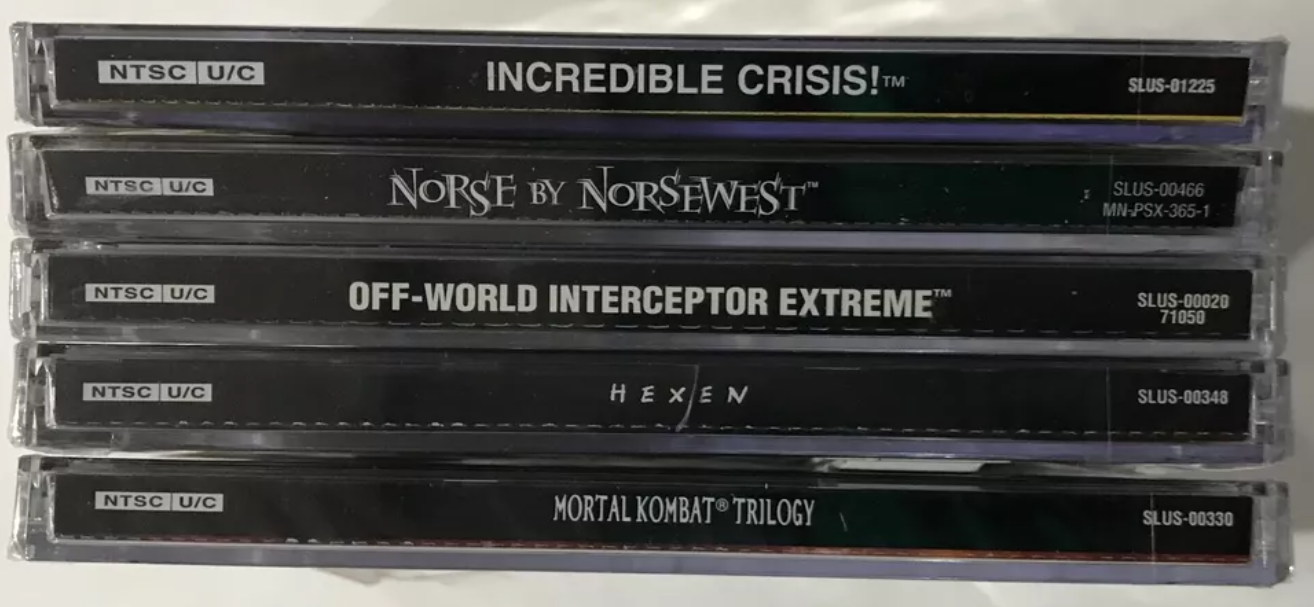 NTSC U/C INCREDIBLE CRISIS!™ SLUS-01225
NTSC U/C NORSE BY NORSEWEST™ SLUS-00466
MN-PSX-365-1
NTSC U/C OFF-WORLD INTERCEPTOR EXTREME™ SLUS-00020
71050
NTSC U/C HEXEN SLUS-00348
NTSC U/C MORTAL KOMBAT® TRILOGY SLUS-00330